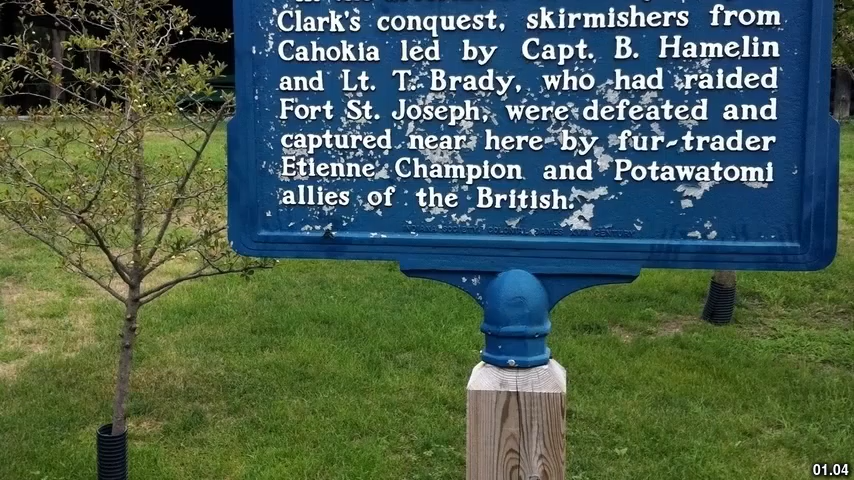 Clark's conquest, skirmishers from
Cahokia led by Capt. B. Hamelin
and Lt. T. Brady, who had raided
Fort St. Joseph, were defeated and
captured near here by fur-trader
Etienne Champion and Potawatomi
allies of the British.
01.04